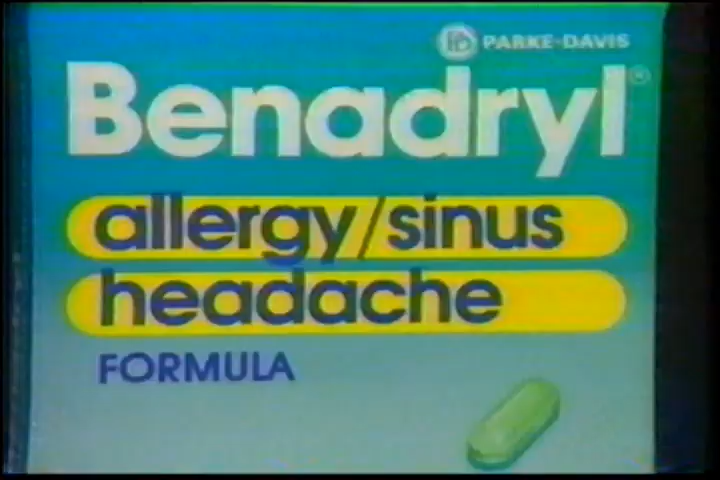 PARKE-DAVIS
Benadryl®
allergy/sinus
headache
FORMULA